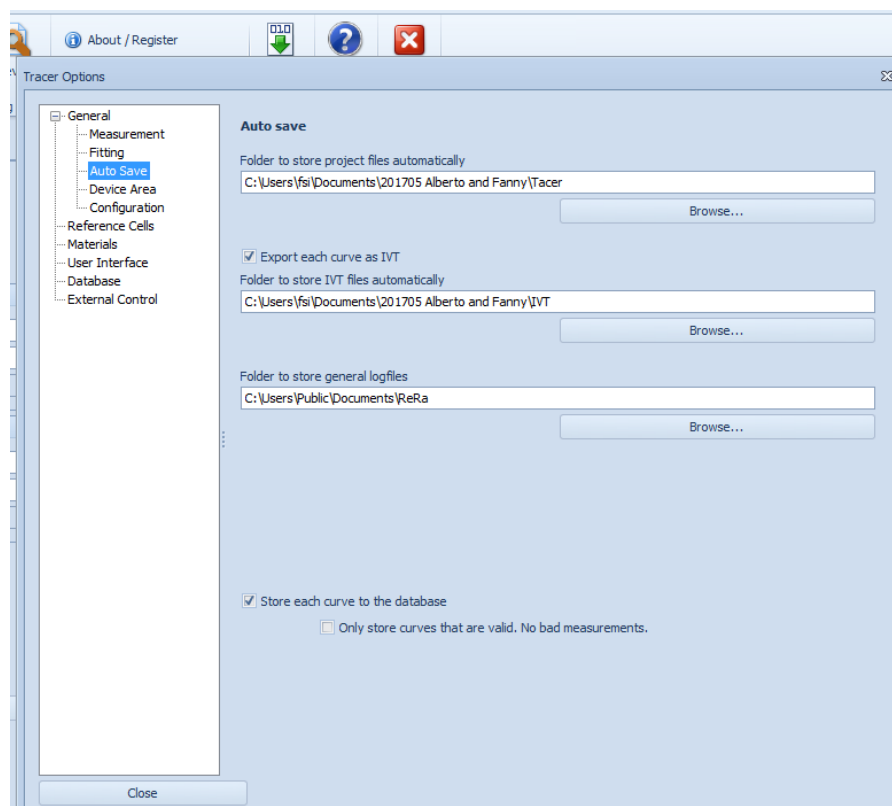 010
About / Register
Tracer Options
General
Measurement
Fitting
Auto Save
Device Area
Configuration
Reference Cells
Materials
User Interface
Database
External Control
Auto save
Folder to store project files automatically
C:\Users\fsi\Documents\201705 Alberto and Fanny\Tacer
Browse...
Export each curve as IVT
Folder to store IVT files automatically
C:\Users\fsi\Documents\201705 Alberto and Fanny\IVT
Browse...
Folder to store general logfiles
C:\Users\Public\Documents\ReRa
Browse...
Store each curve to the database
Only store curves that are valid. No bad measurements.
Close